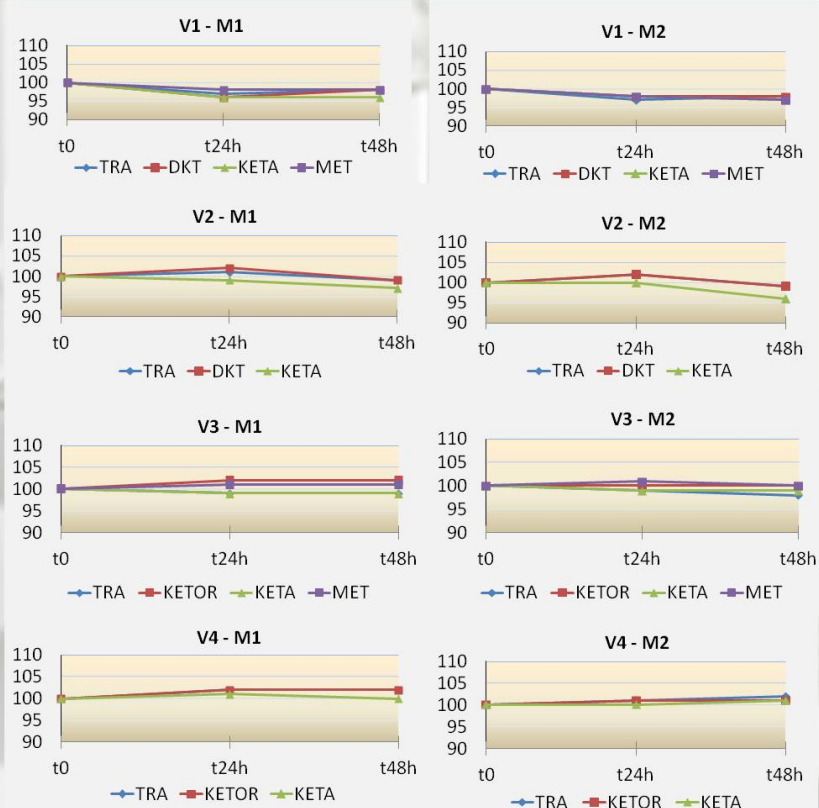 V1 - M1
110
105
100
95
90
t0 t24h t48h
TRA DKT KETA MET
V1 - M2
110
105
100
95
90
t0 t24h t48h
TRA DKT KETA MET
V2 - M1
110
105
100
95
90
t0 t24h t48h
TRA DKT KETA
V2 - M2
110
105
100
95
90
t0 t24h t48h
TRA DKT KETA
V3 - M1
110
105
100
95
90
t0 t24h t48h
TRA KETOR KETA MET
V3 - M2
110
105
100
95
90
t0 t24h t48h
TRA KETOR KETA MET
V4 - M1
110
105
100
95
90
t0 t24h t48h
TRA KETOR KETA
V4 - M2
110
105
100
95
90
t0 t24h t48h
TRA KETOR KETA